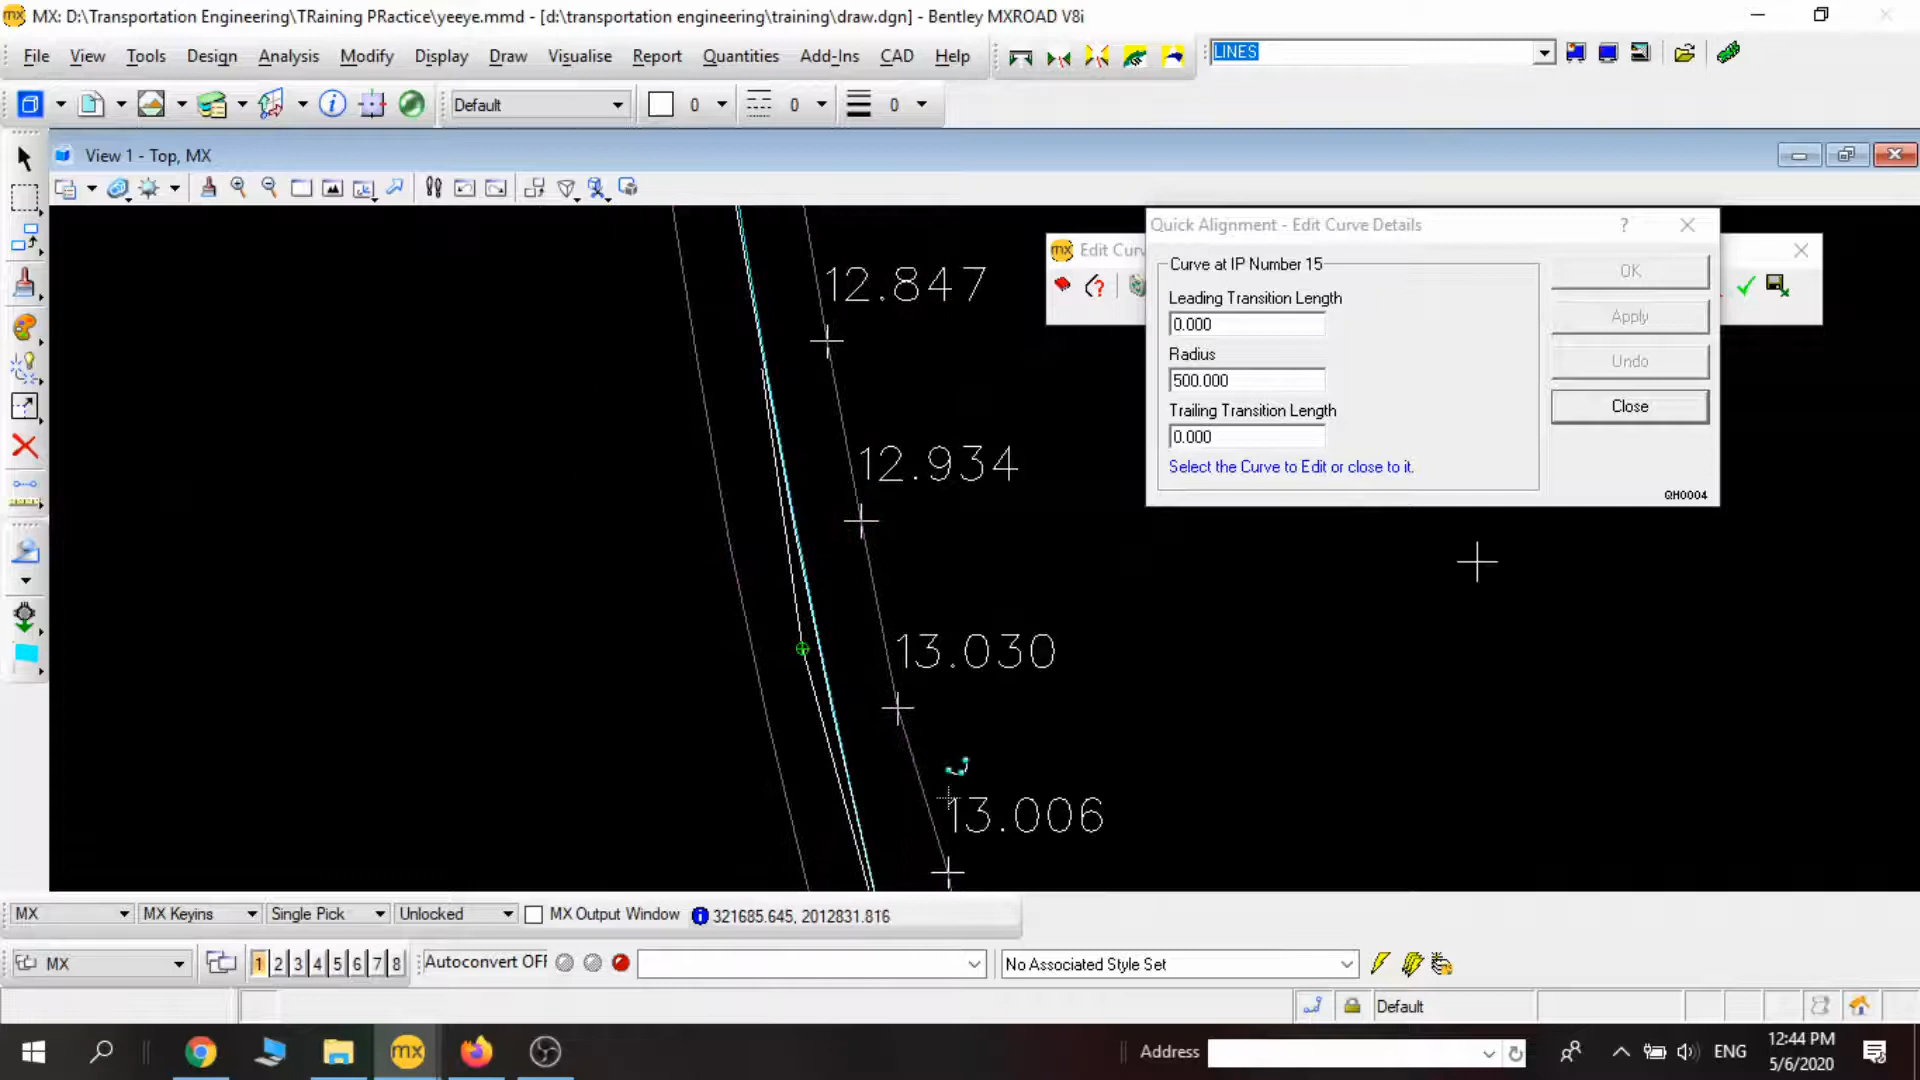 MX: D:\Transportation Engineering\TRaining PRactice\yeeye.mmd - [d:\transportation engineering\training\draw.dgn] - Bentley MXROAD V8i
File View Tools Design Analysis Modify Display Draw Visualise Report Quantities Add-Ins CAD Help LINES
Default 0 0 0
View 1 - Top, MX
Quick Alignment - Edit Curve Details ?
Edit Curv
Curve at IP Number 15
OK
Leading Transition Length
0.000
Apply
Radius
Undo
500.000
Close
Trailing Transition Length
0.000
Select the Curve to Edit or close to it.
QH0004
12.847
12.934
13.030
13.006
MX MX Keyins Single Pick Unlocked MX Output Window 321685.645, 2012831.816
MX 1 2 3 4 5 6 7 8 Autoconvert OFF No Associated Style Set
Default
mx Address ENG 12:44 PM
5/6/2020